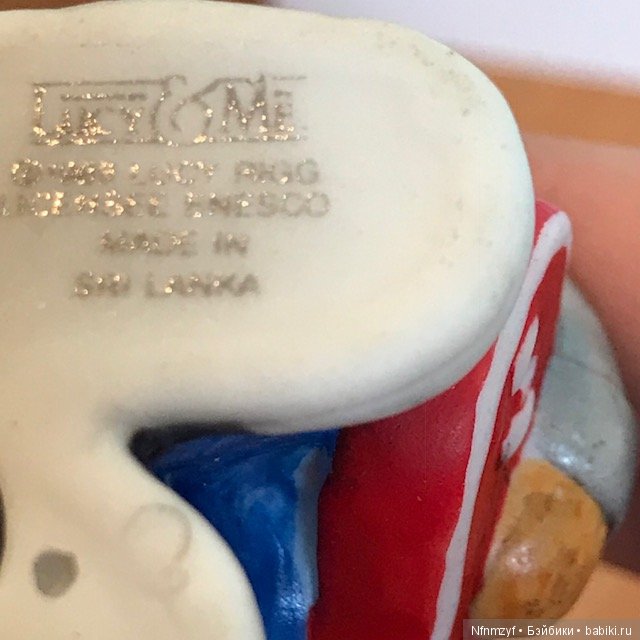 LUCY & ME
LUCY RIGG
LICENSEE ENESCO
MADE IN
SRI LANKA
Nfnmzyf • Бэйбики • babiki.ru